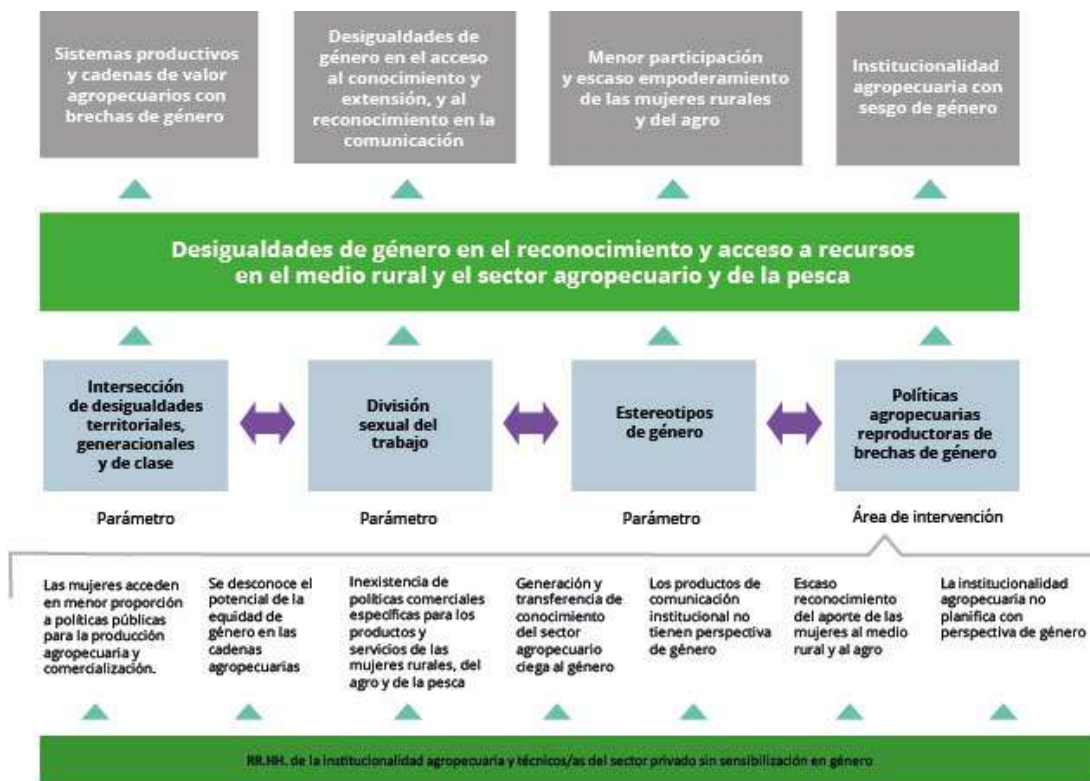 Sistemas productivos
y cadenas de valor
agropecuarios con
brechas de género
Desigualdades de
género en el acceso
al conocimiento y
extensión, y al
reconocimiento en la
comunicación
Menor participación
y escaso empoderamiento
de las mujeres rurales
y del agro
Institucionalidad
agropecuaria con
sesgo de género
Desigualdades de género en el reconocimiento y acceso a recursos
en el medio rural y el sector agropecuario y de la pesca
Intersección
de desigualdades
territoriales,
generacionales
y de clase
División
sexual del
trabajo
Estereotipos
de género
Políticas
agropecuarias
reproductoras de
brechas de género
Parámetro
Parámetro
Parámetro
Área de intervención
Las mujeres acceden
en menor proporción
a políticas públicas
para la producción
agropecuaria y
comercialización.
Se desconoce el
potencial de la
equidad de
género en las
cadenas
agropecuarias
Inexistencia de
políticas comerciales
específicas para los
productos y
servicios de las
mujeres rurales, del
agro y de la pesca
Generación y
transferencia de
conocimiento
del sector
agropecuario
ciega al género
Los productos de
comunicación
institucional no
tienen perspectiva
de género
Escaso
reconocimiento
del aporte de las
mujeres al medio
rural y al agro
La institucionalidad
agropecuaria no
planifica con
perspectiva de género
RR.HH. de la institucionalidad agropecuaria y técnicos/as del sector privado sin sensibilización en género